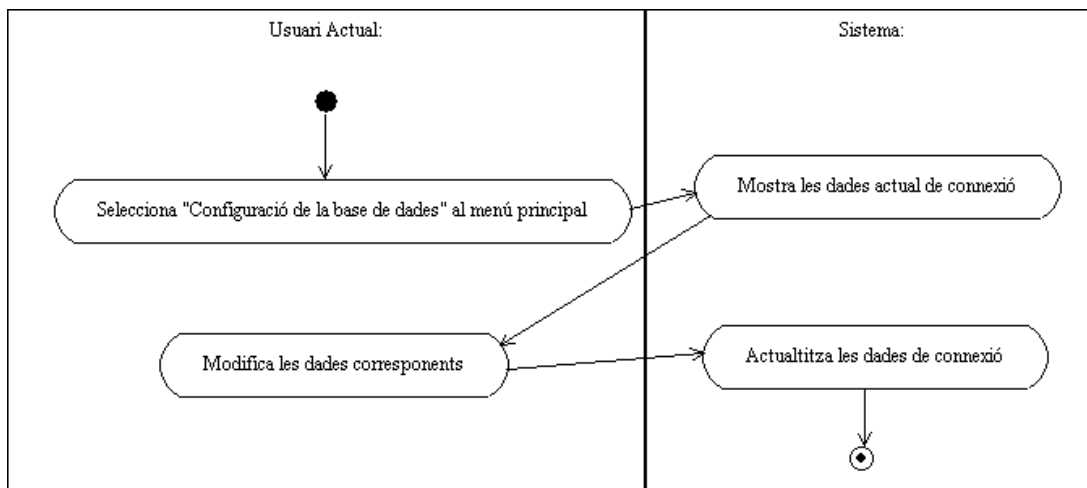 Usuari Actual:
Sistema:
Selecciona "Configuració de la base de dades" al menú principal
Mostra les dades actual de connexió
Modifica les dades corresponents
Actualtitza les dades de connexió